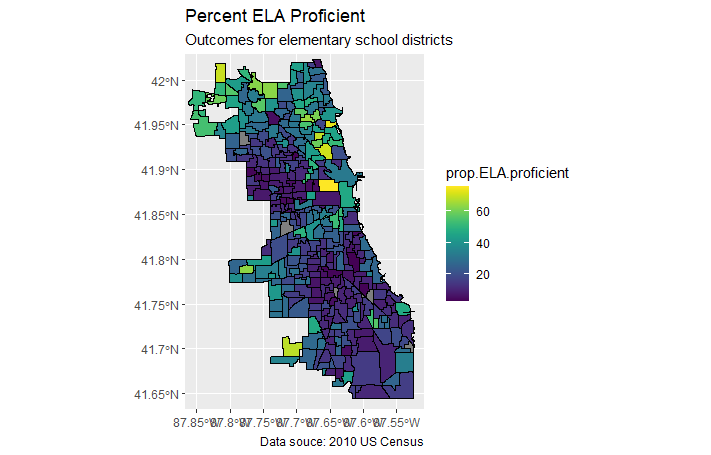 Percent ELA Proficient
Outcomes for elementary school districts
42°N
41.95°N
41.9°N
41.85°N
41.8°N
41.75°N
41.7°N
41.65°N
87.85°W 87.8°W 87.75°W 87.7°W 87.65°W 87.6°W 87.55°W
prop.ELA.proficient
60
40
20
Data souce: 2010 US Census